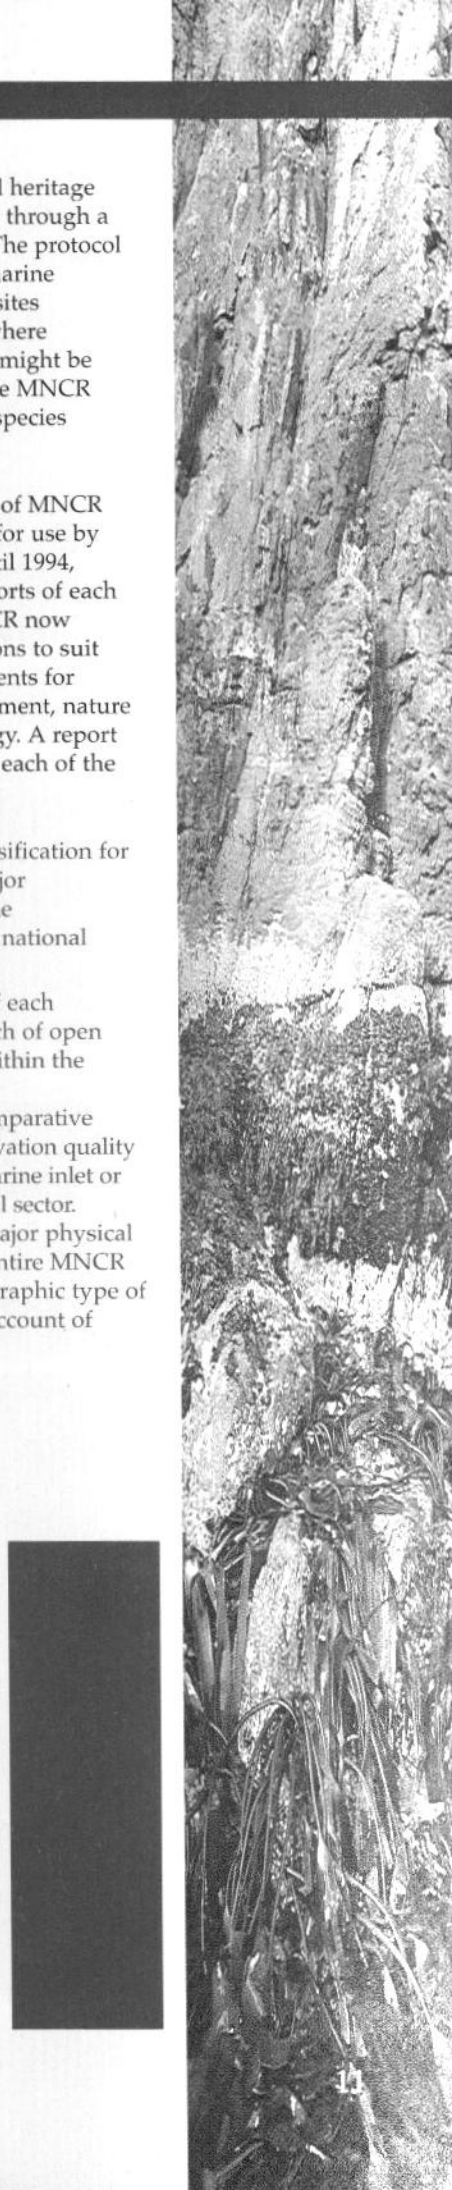 l heritage
through a
The protocol
arine
sites
here
might be
e MNCR
species
of MNCR
for use by
il 1994,
orts of each
CR now
ons to suit
ents for
ment, nature
gy. A report
each of the
sification for
jor
e
national
each
ch of open
ithin the
mparative
vation quality
arine inlet or
l sector.
ajor physical
ntire MNCR
raphic type of
ccount of
11